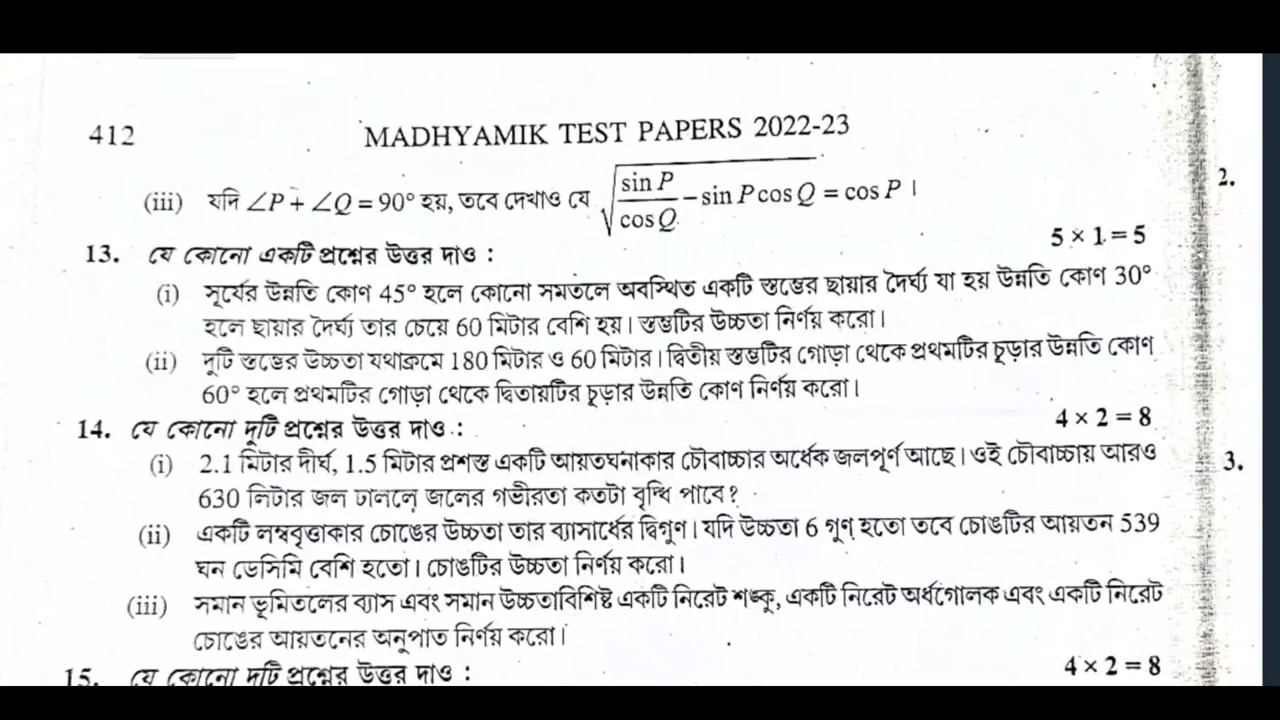 412
MADHYAMIK TEST PAPERS 2022-23
(iii) যদি ∠P + ∠Q = 90° হয়, তবে দেখাও যে √(sin P / cos Q − sin P cos Q) = cos P।
2.
13. যে কোনো একটি প্রশ্নের উত্তর দাও : 5 × 1 = 5
(i) সূর্যের উন্নতি কোণ 45° হলে কোনো সমতলে অবস্থিত একটি স্তম্ভের ছায়ার দৈর্ঘ্য যা হয় উন্নতি কোণ 30°
হলে ছায়ার দৈর্ঘ্য তার চেয়ে 60 মিটার বেশি হয়। স্তম্ভটির উচ্চতা নির্ণয় করো।
(ii) দুটি স্তম্ভের উচ্চতা যথাক্রমে 180 মিটার ও 60 মিটার। দ্বিতীয় স্তম্ভটির গোড়া থেকে প্রথমটির চূড়ার উন্নতি কোণ
60° হলে প্রথমটির গোড়া থেকে দ্বিতীয়টির চূড়ার উন্নতি কোণ নির্ণয় করো।
14. যে কোনো দুটি প্রশ্নের উত্তর দাও : 4 × 2 = 8
(i) 2.1 মিটার দীর্ঘ, 1.5 মিটার প্রশস্ত একটি আয়তঘনাকার চৌবাচ্চার অর্ধেক জলপূর্ণ আছে। ওই চৌবাচ্চায় আরও
3.
630 লিটার জল ঢাললে জলের গভীরতা কতটা বৃদ্ধি পাবে?
(ii) একটি লম্ববৃত্তাকার চোঙের উচ্চতা তার ব্যাসার্ধের দ্বিগুণ। যদি উচ্চতা 6 গুণ হতো তবে চোঙটির আয়তন 539
ঘন ডেসিমি বেশি হতো। চোঙটির উচ্চতা নির্ণয় করো।
(iii) সমান ভূমিতলের ব্যাস এবং সমান উচ্চতাবিশিষ্ট একটি নিরেট শঙ্কু, একটি নিরেট অর্ধগোলক এবং একটি নিরেট
চোঙের আয়তনের অনুপাত নির্ণয় করো।
15. যে কোনো দুটি প্রশ্নের উত্তর দাও : 4 × 2 = 8